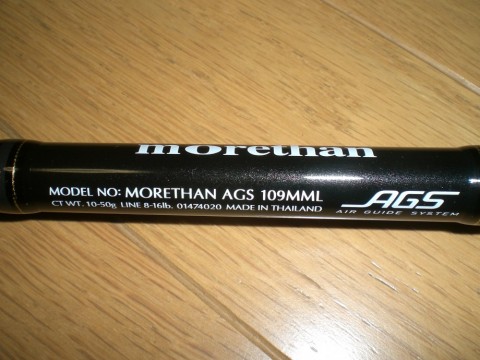 morethan
MODEL NO: MORETHAN AGS 109MML
CT WT. 10-50g LINE 8-16lb. 01474020 MADE IN THAILAND
AGS
AIR GUIDE SYSTEM